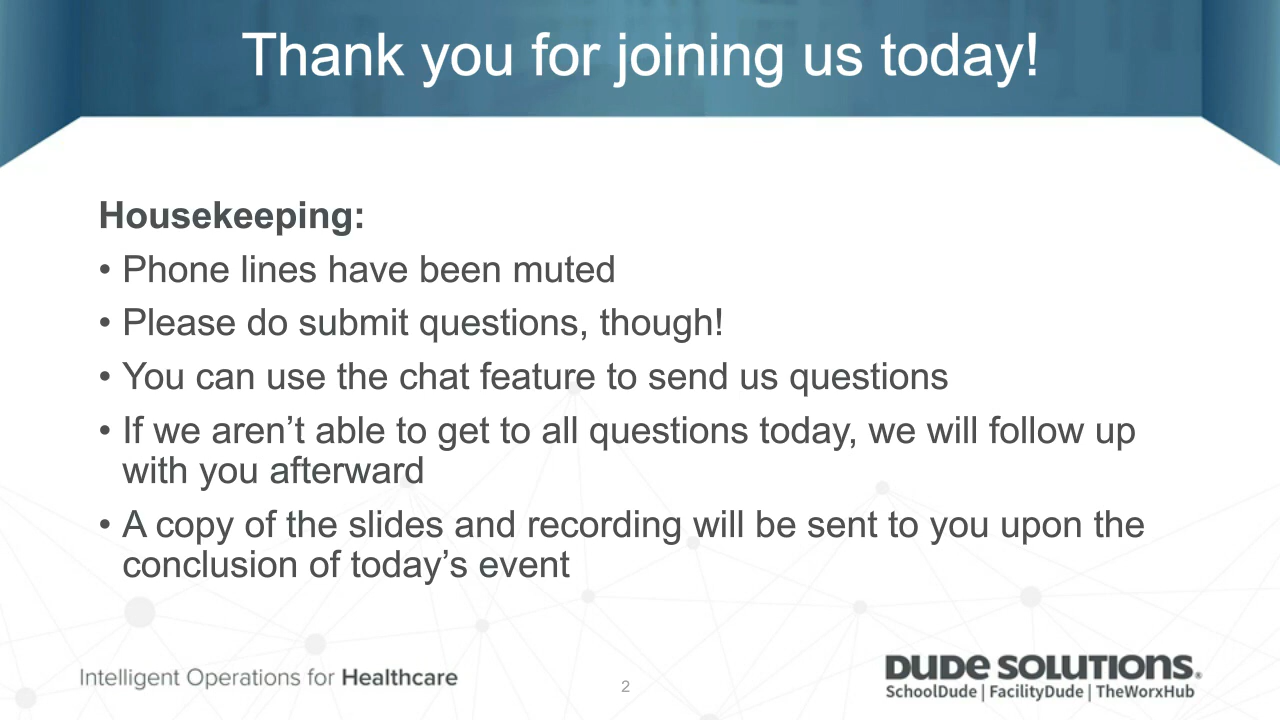 Thank you for joining us today!
Housekeeping:
• Phone lines have been muted
• Please do submit questions, though!
• You can use the chat feature to send us questions
• If we aren’t able to get to all questions today, we will follow up
with you afterward
• A copy of the slides and recording will be sent to you upon the
conclusion of today’s event
Intelligent Operations for Healthcare
2
DUDE SOLUTIONS®
SchoolDude | FacilityDude | TheWorxHub